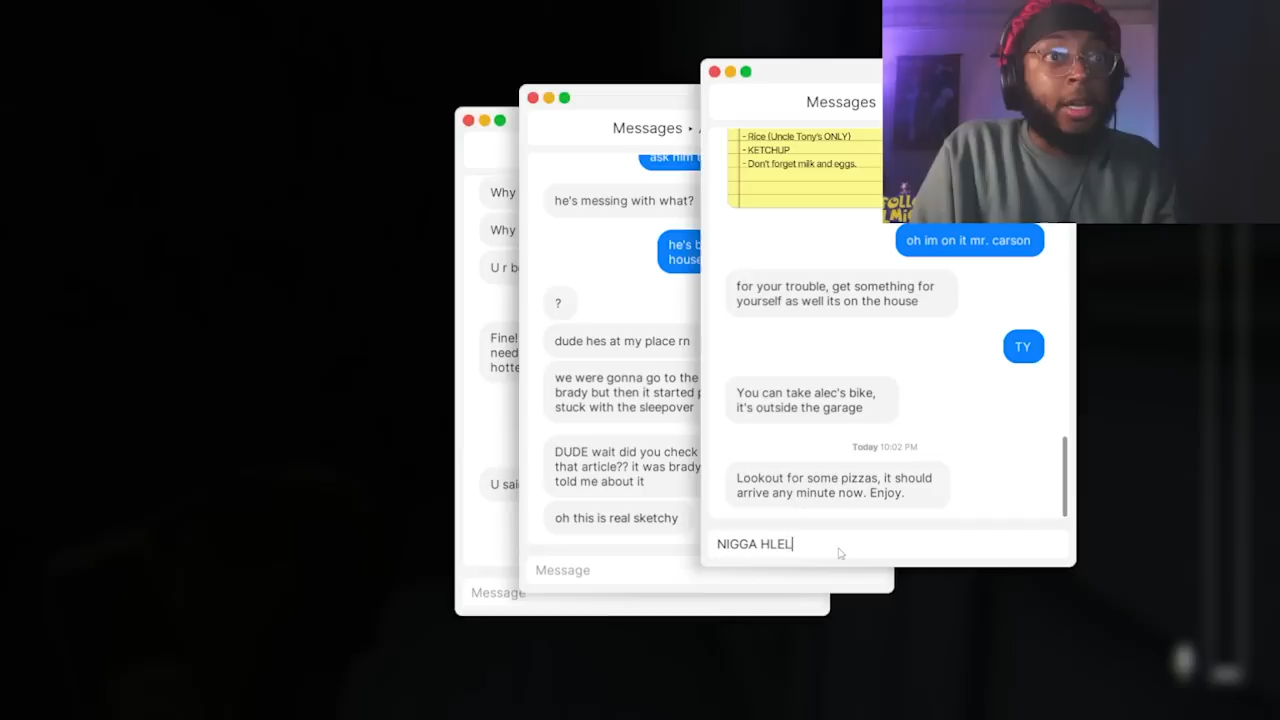 Why
Why
U r b
Fine!
need
hotte
U sai
Message
Messages ▸
ask him t
he's messing with what?
he's b
house
?
dude hes at my place rn
we were gonna go to the
brady but then it started p
stuck with the sleepover
DUDE wait did you check
that article?? it was brady
told me about it
oh this is real sketchy
Message
Messages
- Rice (Uncle Tony's ONLY)
- KETCHUP
- Don't forget milk and eggs.
oh im on it mr. carson
for your trouble, get something for
yourself as well its on the house
TY
You can take alec's bike,
it's outside the garage
Today 10:02 PM
Lookout for some pizzas, it should
arrive any minute now. Enjoy.
NIGGA HLEL